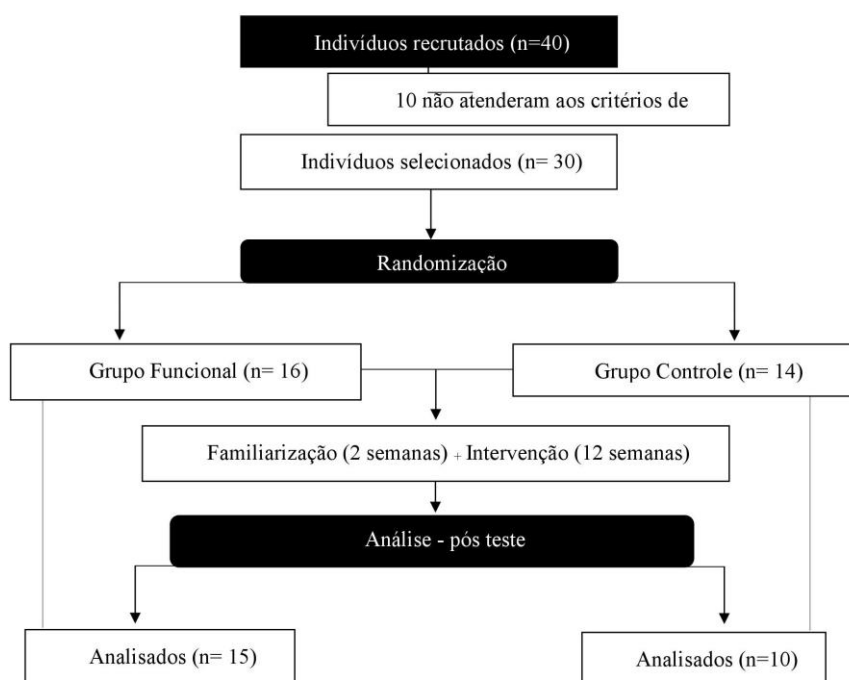 Indivíduos recrutados (n=40)
10 não atenderam aos critérios de
Indivíduos selecionados (n= 30)
Randomização
Grupo Funcional (n= 16)
Grupo Controle (n= 14)
Familiarização (2 semanas) + Intervenção (12 semanas)
Análise - pós teste
Analisados (n= 15)
Analisados (n=10)